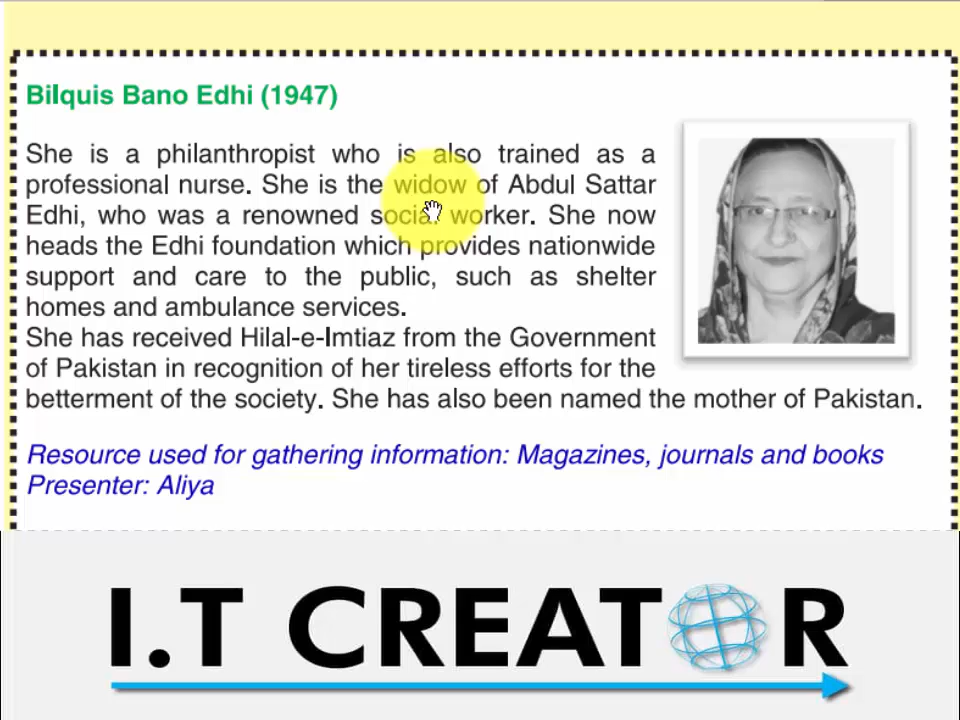 Bilquis Bano Edhi (1947)
She is a philanthropist who is also trained as a
professional nurse. She is the widow of Abdul Sattar
Edhi, who was a renowned social worker. She now
heads the Edhi foundation which provides nationwide
support and care to the public, such as shelter
homes and ambulance services.
She has received Hilal-e-Imtiaz from the Government
of Pakistan in recognition of her tireless efforts for the
betterment of the society. She has also been named the mother of Pakistan.
Resource used for gathering information: Magazines, journals and books
Presenter: Aliya
I.T CREATOR